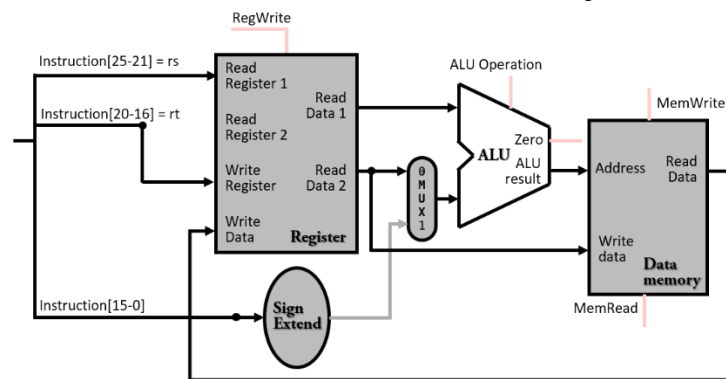 RegWrite
Instruction[25-21] = rs
Read
Register 1
Read
Data 1
ALU Operation
MemWrite
Instruction[20-16] = rt
Read
Register 2
Zero
ALU
ALU
result
Write
Register
Read
Data 2
0
M
U
X
1
Address
Read
Data
Write
Data
Register
Write
data
Data
memory
Instruction[15-0]
Sign
Extend
MemRead